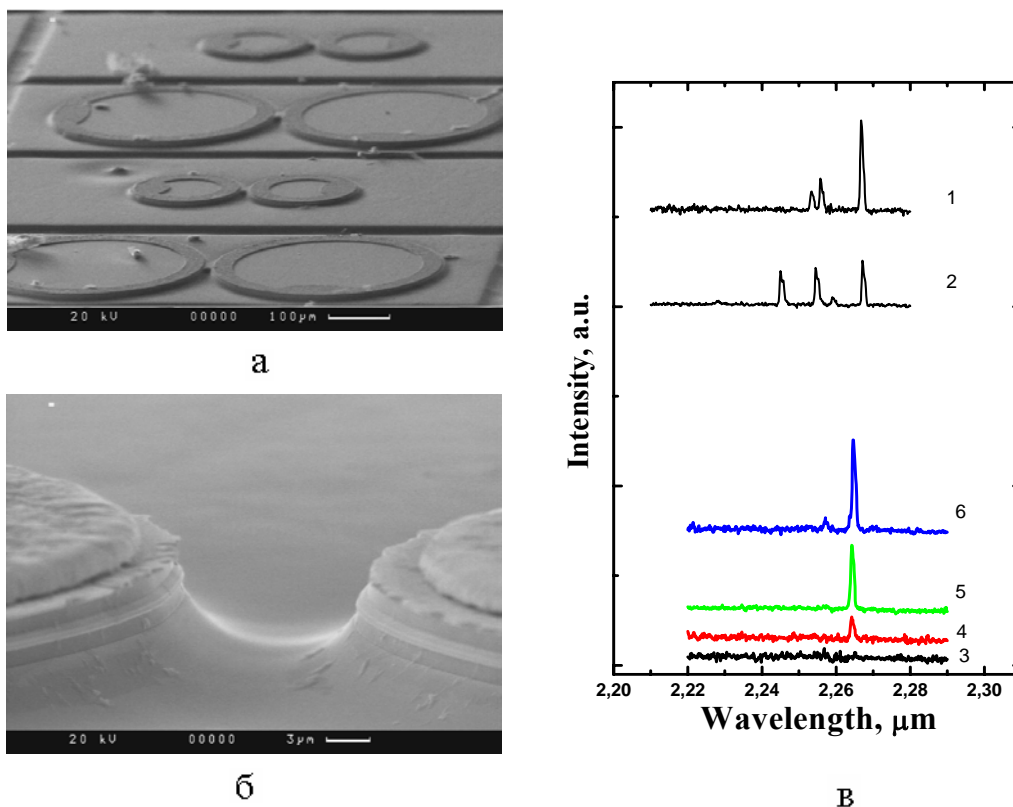 20 kV 00000 100µm
а
20 kV 00000 3µm
б
Intensity, a.u.
1
2
6
5
4
3
2,20 2,22 2,24 2,26 2,28 2,30
Wavelength, µm
в